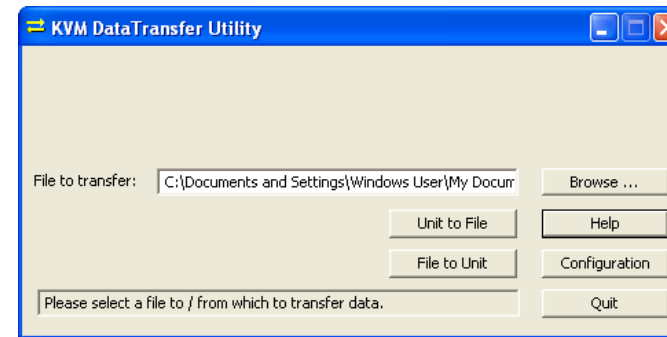 KVM DataTransfer Utility
File to transfer: C:\Documents and Settings\Windows User\My Docum Browse ...
Unit to File Help
File to Unit Configuration
Please select a file to / from which to transfer data. Quit